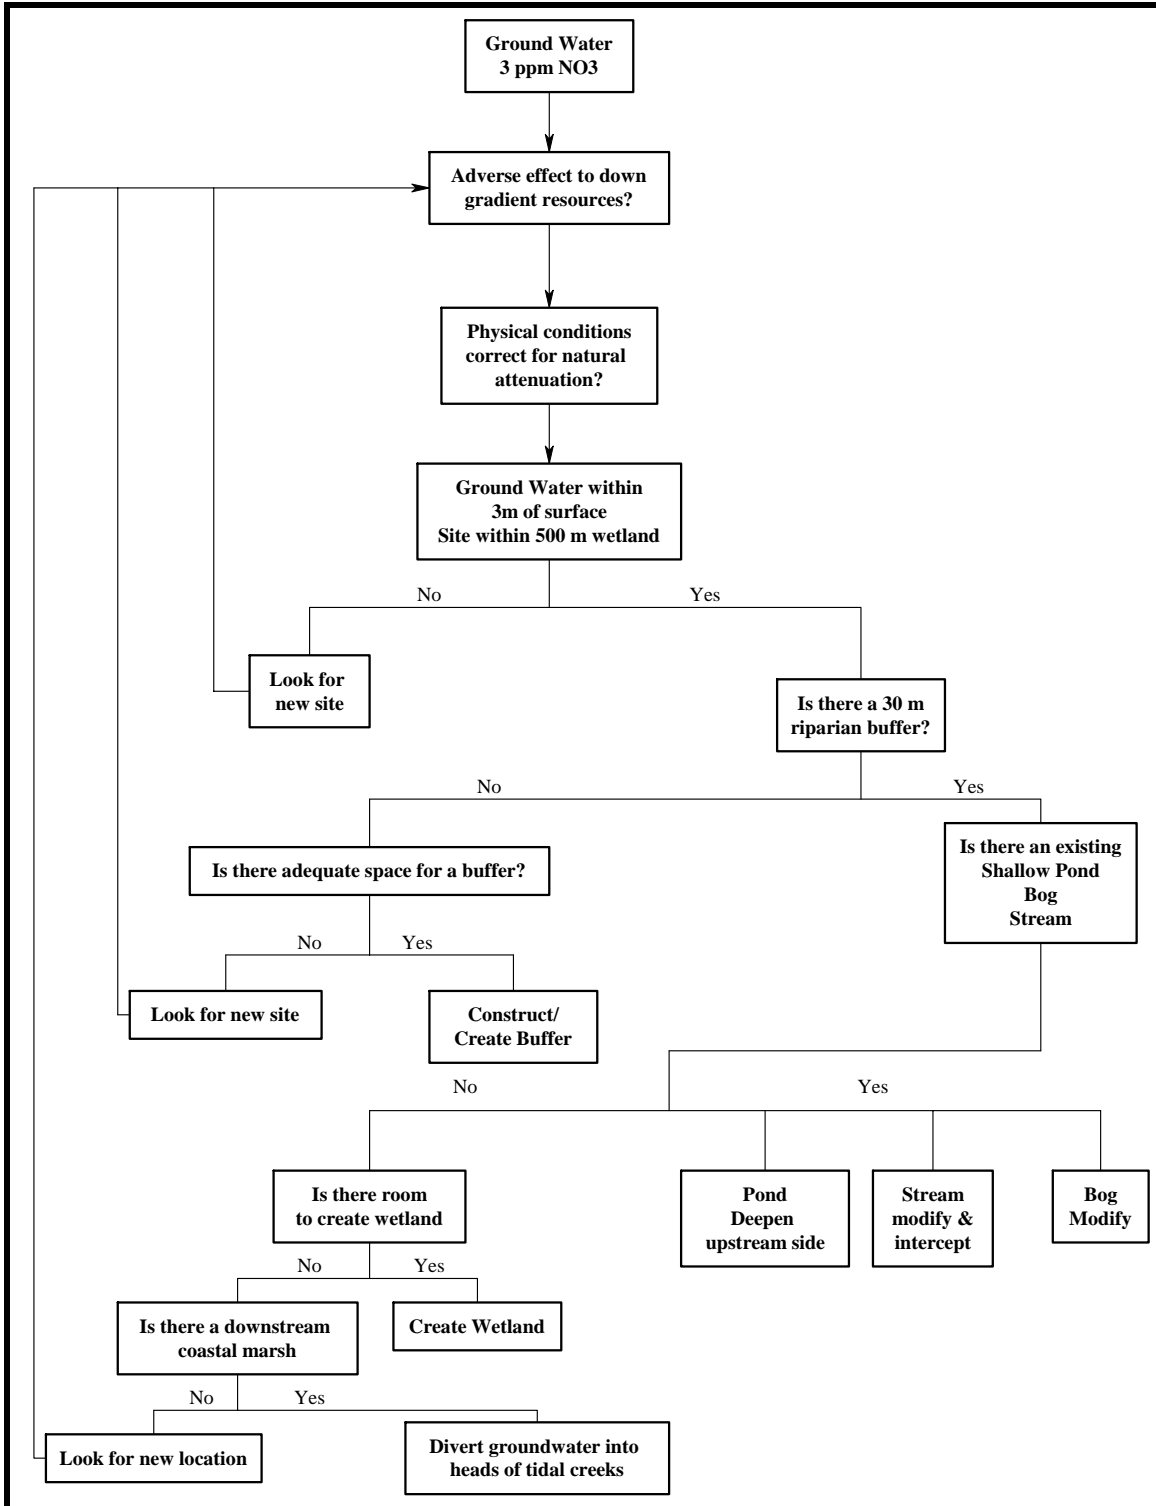 Ground Water
3 ppm NO3
Adverse effect to down
gradient resources?
Physical conditions
correct for natural
attenuation?
Ground Water within
3m of surface
Site within 500 m wetland
No
Yes
Look for
new site
Is there a 30 m
riparian buffer?
No
Yes
Is there adequate space for a buffer?
Is there an existing
Shallow Pond
Bog
Stream
No
Yes
Look for new site
Construct/
Create Buffer
No
Yes
Is there room
to create wetland
Pond
Deepen
upstream side
Stream
modify &
intercept
Bog
Modify
No
Yes
Is there a downstream
coastal marsh
Create Wetland
No
Yes
Look for new location
Divert groundwater into
heads of tidal creeks